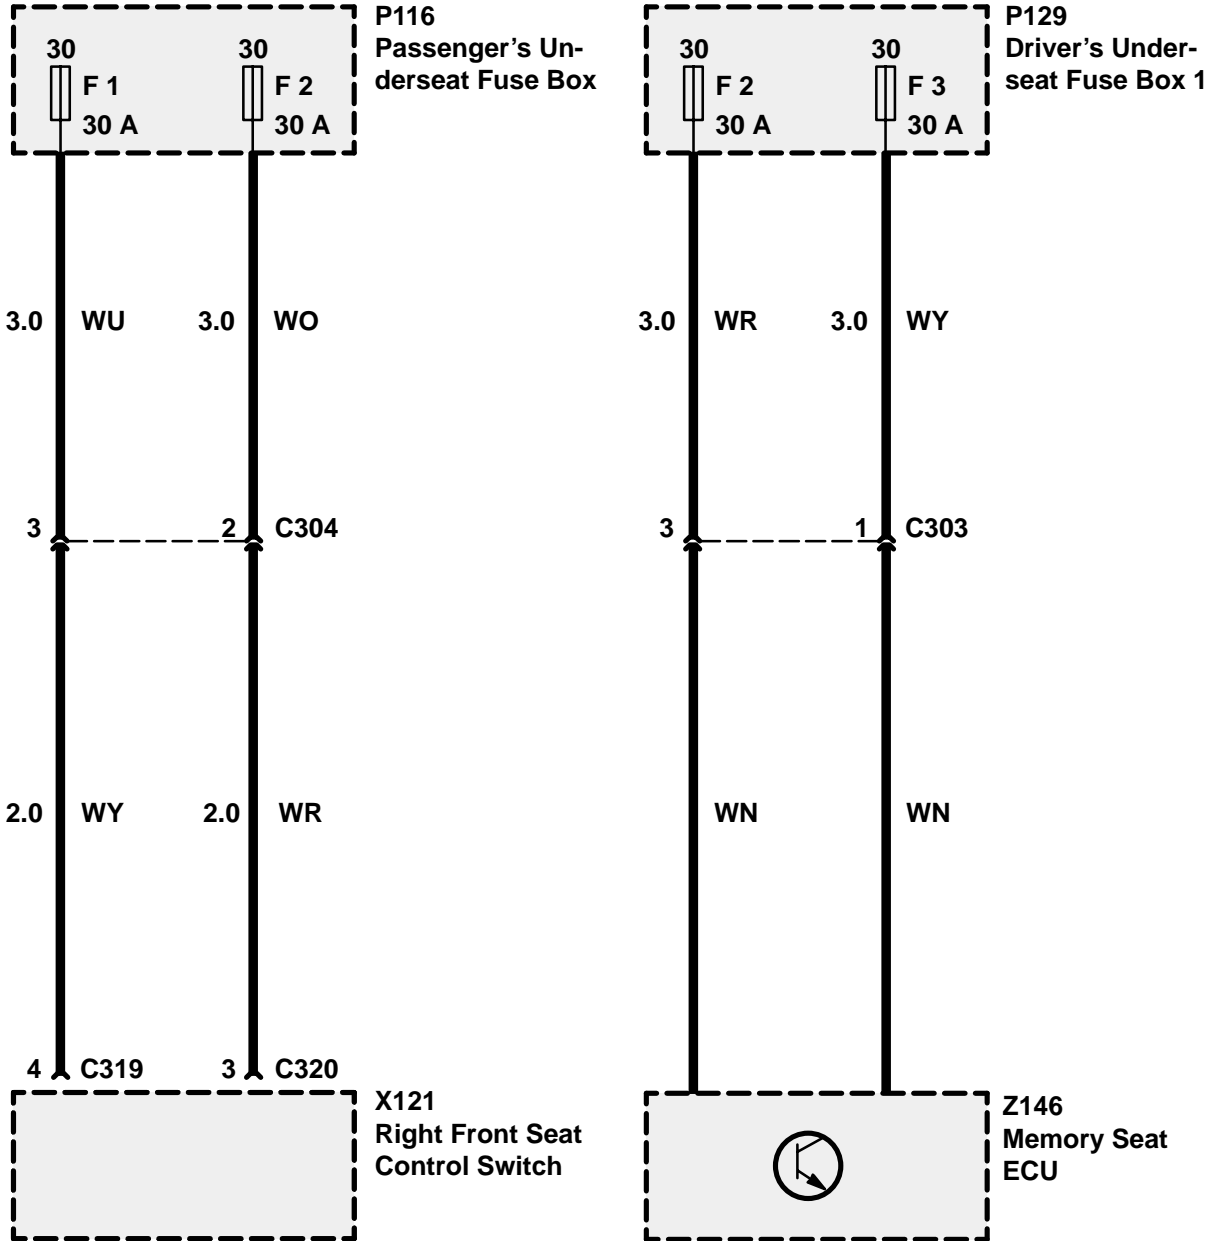 P116
Passenger’s Un-
derseat Fuse Box
30
F 1
30 A
30
F 2
30 A
P129
Driver’s Under-
seat Fuse Box 1
30
F 2
30 A
30
F 3
30 A
3.0 WU 3.0 WO
3.0 WR 3.0 WY
3 2 C304
3 1 C303
2.0 WY 2.0 WR
WN WN
4 C319 3 C320
X121
Right Front Seat
Control Switch
Z146
Memory Seat
ECU